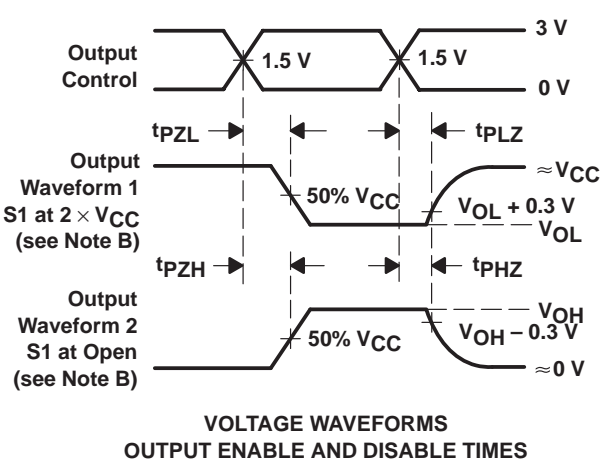 3 V
Output
Control
1.5 V
1.5 V
0 V
tPZL
tPLZ
Output
Waveform 1
S1 at 2 × VCC
(see Note B)
≈VCC
50% VCC
VOL + 0.3 V
VOL
tPZH
tPHZ
Output
Waveform 2
S1 at Open
(see Note B)
VOH
50% VCC
VOH − 0.3 V
≈0 V
VOLTAGE WAVEFORMS
OUTPUT ENABLE AND DISABLE TIMES